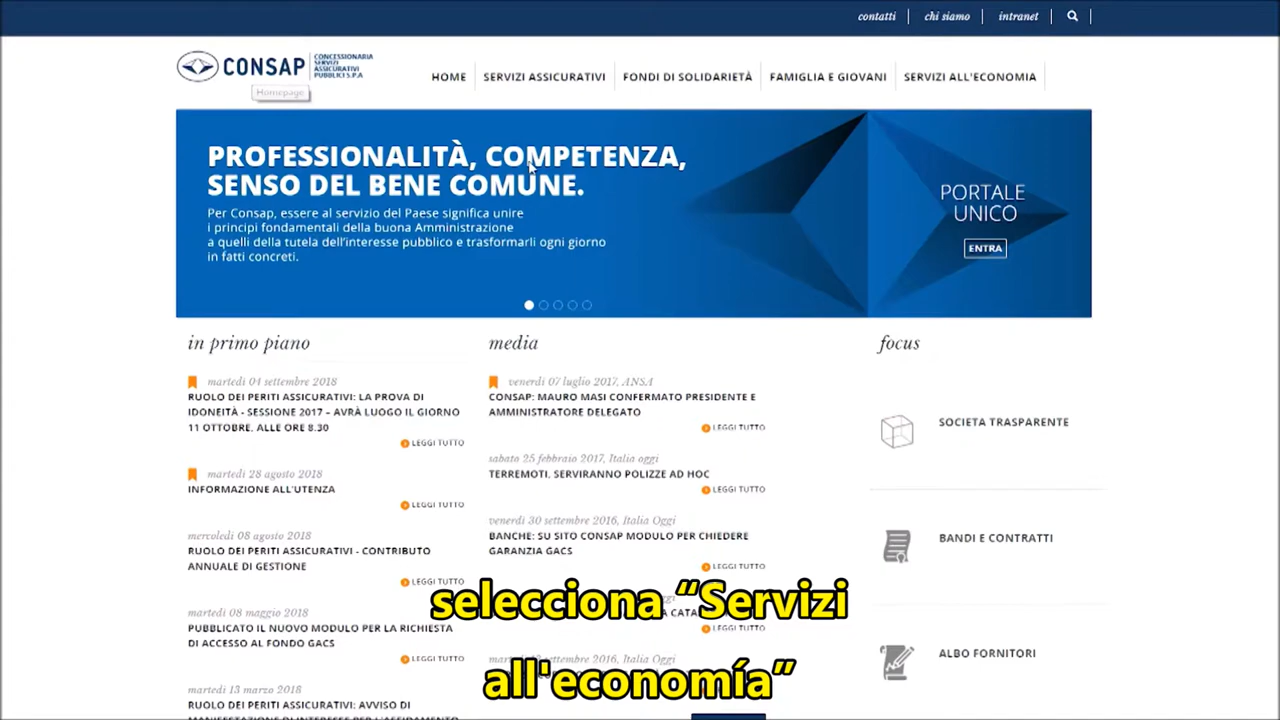 contatti
chi siamo
intranet
CONSAP
CONCESSIONARIA
SERVIZI
ASSICURATIVI
PUBBLICI S.P.A
Homepage
HOME
SERVIZI ASSICURATIVI
FONDI DI SOLIDARIETÀ
FAMIGLIA E GIOVANI
SERVIZI ALL'ECONOMIA
PROFESSIONALITÀ, COMPETENZA,
SENSO DEL BENE COMUNE.
Per Consap, essere al servizio del Paese significa unire
i principi fondamentali della buona Amministrazione
a quelli della tutela dell'interesse pubblico e trasformarli ogni giorno
in fatti concreti.
PORTALE
UNICO
ENTRA
in primo piano
martedì 04 settembre 2018
RUOLO DEI PERITI ASSICURATIVI: LA PROVA DI
IDONEITÀ - SESSIONE 2017 – AVRÀ LUOGO IL GIORNO
11 OTTOBRE, ALLE ORE 8.30
LEGGI TUTTO
martedì 28 agosto 2018
INFORMAZIONE ALL'UTENZA
LEGGI TUTTO
mercoledì 08 agosto 2018
RUOLO DEI PERITI ASSICURATIVI - CONTRIBUTO
ANNUALE DI GESTIONE
LEGGI TUTTO
martedì 08 maggio 2018
PUBBLICATO IL NUOVO MODULO PER LA RICHIESTA
DI ACCESSO AL FONDO GACS
LEGGI TUTTO
martedì 13 marzo 2018
RUOLO DEI PERITI ASSICURATIVI: AVVISO DI
MANIFESTAZIONE DI INTERESSE PER L'AFFIDAMENTO
media
venerdì 07 luglio 2017, ANSA
CONSAP: MAURO MASI CONFERMATO PRESIDENTE E
AMMINISTRATORE DELEGATO
LEGGI TUTTO
sabato 25 febbraio 2017, Italia oggi
TERREMOTI, SERVIRANNO POLIZZE AD HOC
LEGGI TUTTO
venerdì 30 settembre 2016, Italia Oggi
BANCHE: SU SITO CONSAP MODULO PER CHIEDERE
GARANZIA GACS
LEGGI TUTTO
LEGGI TUTTO
settembre 2016, Italia Oggi
focus
SOCIETA TRASPARENTE
BANDI E CONTRATTI
ALBO FORNITORI
selecciona “Servizi
all'economía”